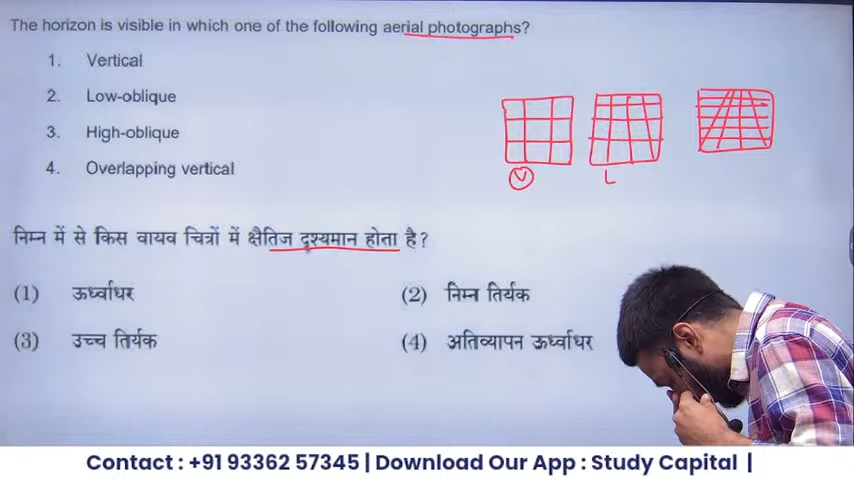 The horizon is visible in which one of the following aerial photographs?
1. Vertical
2. Low-oblique
3. High-oblique
4. Overlapping vertical
V
L
निम्न में से किस वायव चित्रों में क्षैतिज दृश्यमान होता है?
(1) ऊर्ध्वाधर (2) निम्न तिर्यक
(3) उच्च तिर्यक (4) अतिव्यापन ऊर्ध्वाधर
Contact : +91 93362 57345 | Download Our App : Study Capital |